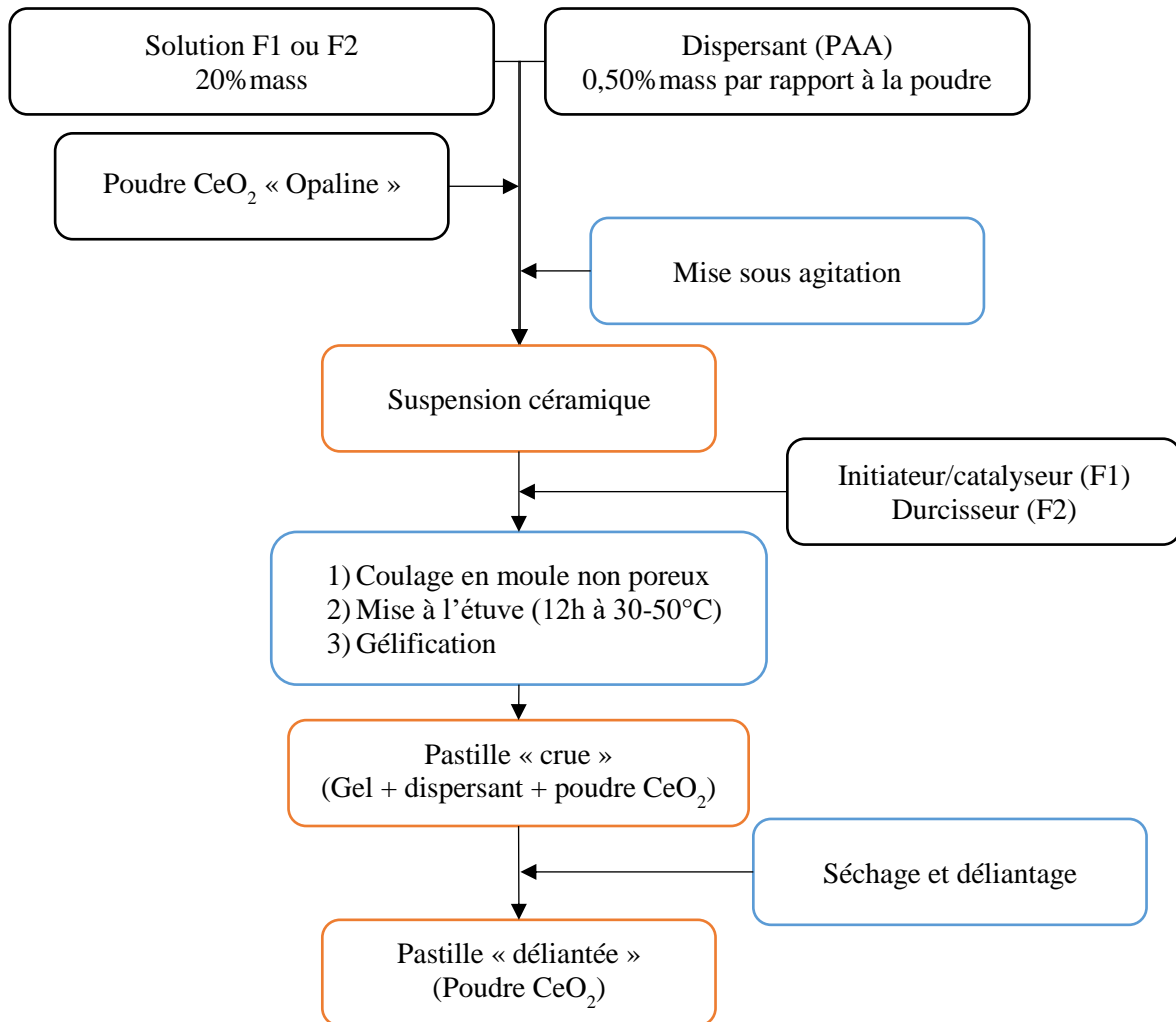 Solution F1 ou F2
20%mass
Dispersant (PAA)
0,50%mass par rapport à la poudre
Poudre CeO₂ « Opaline »
Mise sous agitation
Suspension céramique
Initiateur/catalyseur (F1)
Durcisseur (F2)
1) Coulage en moule non poreux
2) Mise à l’étuve (12h à 30-50°C)
3) Gélification
Pastille « crue »
(Gel + dispersant + poudre CeO₂)
Séchage et déliantage
Pastille « déliantée »
(Poudre CeO₂)